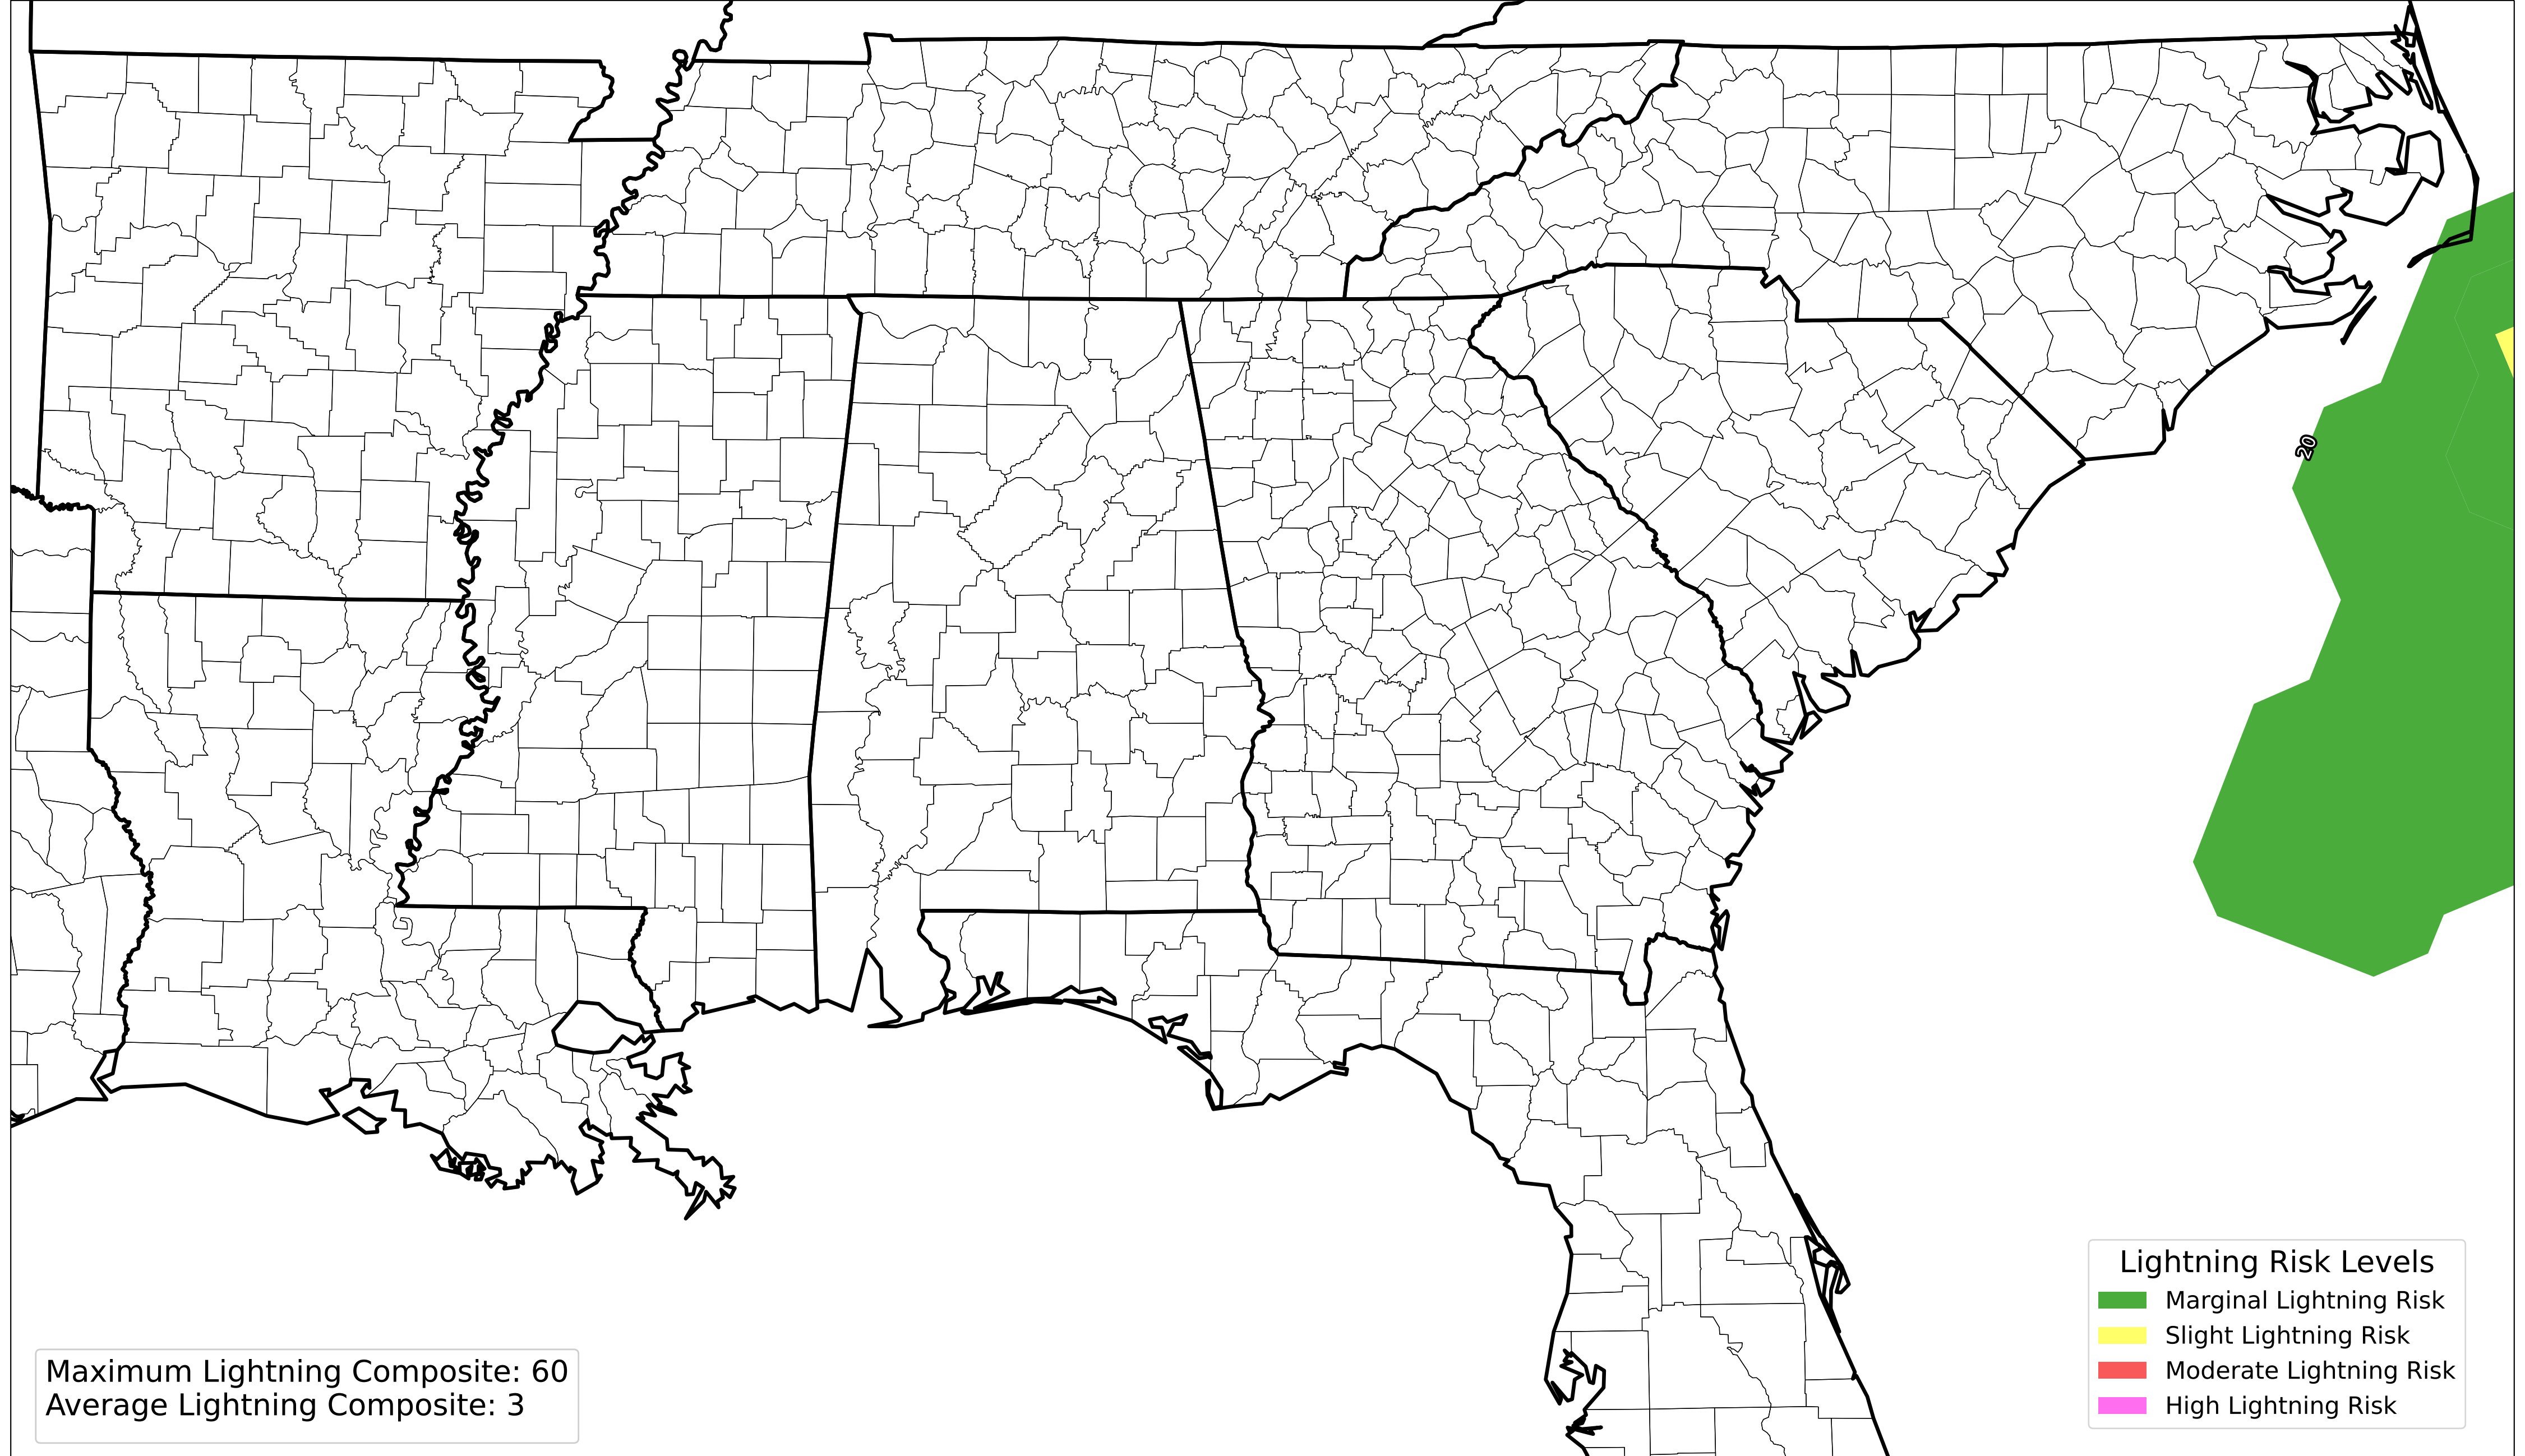 20
Lightning Risk Levels
Marginal Lightning Risk
Slight Lightning Risk
Moderate Lightning Risk
High Lightning Risk
Maximum Lightning Composite: 60
Average Lightning Composite: 3